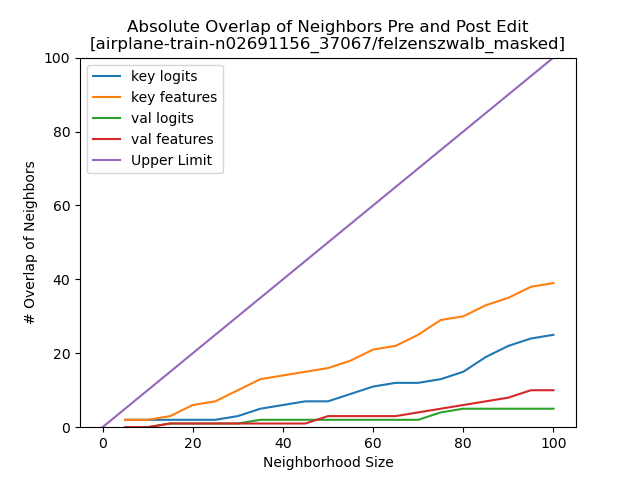 Absolute Overlap of Neighbors Pre and Post Edit
[airplane-train-n02691156_37067/felzenszwalb_masked]
key logits
key features
val logits
val features
Upper Limit
# Overlap of Neighbors
100
80
60
40
20
0
0 20 40 60 80 100
Neighborhood Size